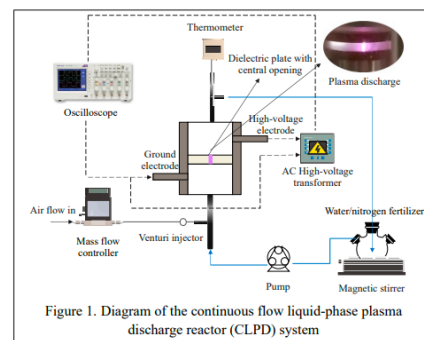 Thermometer
Dielectric plate with
central opening
Plasma discharge
Oscilloscope
High-voltage
electrode
Ground
electrode
AC High-voltage
transformer
Air flow in
Mass flow
controller
Venturi injector
Water/nitrogen fertilizer
Pump
Magnetic stirrer
Figure 1. Diagram of the continuous flow liquid-phase plasma
discharge reactor (CLPD) system